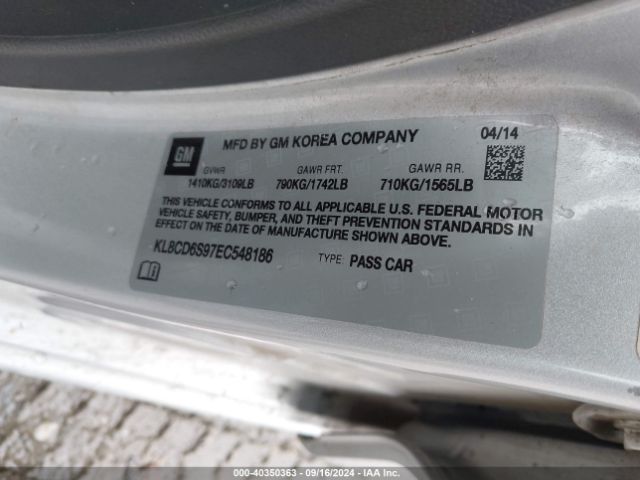 GM
MFD BY GM KOREA COMPANY 04/14
GVWR GAWR FRT. GAWR RR.
1410KG/3109LB 790KG/1742LB 710KG/1565LB
THIS VEHICLE CONFORMS TO ALL APPLICABLE U.S. FEDERAL MOTOR
VEHICLE SAFETY, BUMPER, AND THEFT PREVENTION STANDARDS IN
EFFECT ON THE DATE OF MANUFACTURE SHOWN ABOVE.
KL8CD6S97EC548186 TYPE: PASS CAR
000-40350363 - 09/16/2024 - IAA Inc.